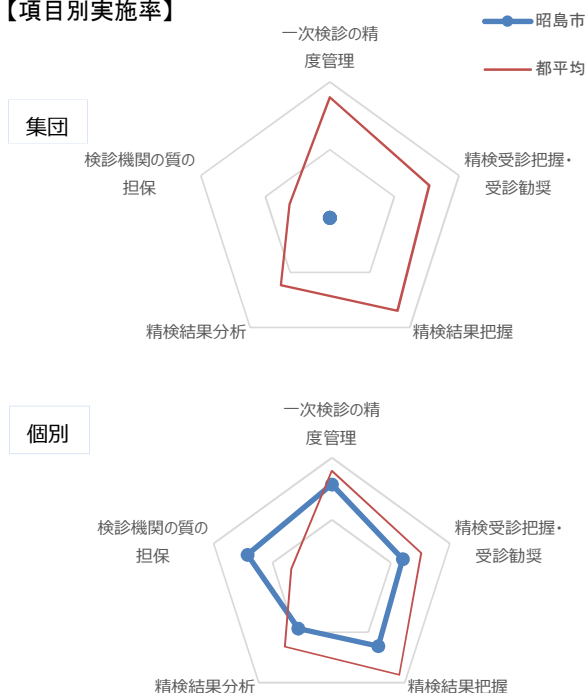 【項目別実施率】
昭島市
都平均
集団
一次検診の精
度管理
検診機関の質の
担保
精検受診把握・
受診勧奨
精検結果分析
精検結果把握
個別
一次検診の精
度管理
検診機関の質の
担保
精検受診把握・
受診勧奨
精検結果分析
精検結果把握